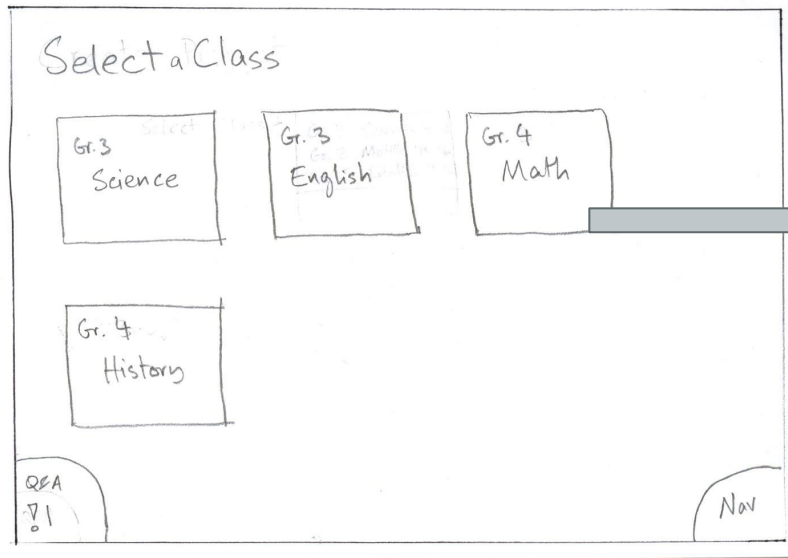 Select a Class
Gr. 3
Science
Gr. 3
English
Gr. 4
Math
Gr. 4
History
Q&A
Nav